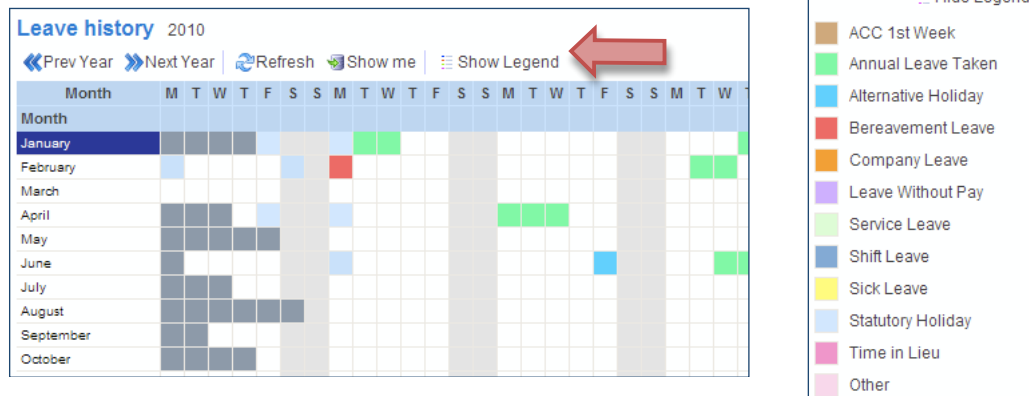 Leave history 2010
Prev Year Next Year Refresh Show me Show Legend
Month M T W T F S S M T W T F S S M T W T F S S M T W
Month
January
February
March
April
May
June
July
August
September
October
ACC 1st Week
Annual Leave Taken
Alternative Holiday
Bereavement Leave
Company Leave
Leave Without Pay
Service Leave
Shift Leave
Sick Leave
Statutory Holiday
Time in Lieu
Other